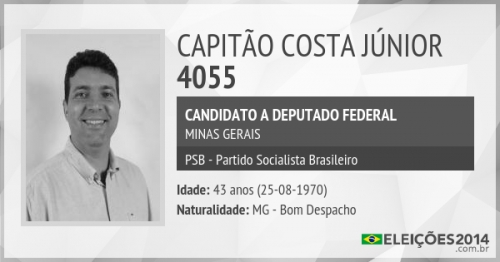 CAPITÃO COSTA JÚNIOR
4055
CANDIDATO A DEPUTADO FEDERAL
MINAS GERAIS
PSB - Partido Socialista Brasileiro
Idade: 43 anos (25-08-1970)
Naturalidade: MG - Bom Despacho
ELEIÇÕES2014
.com.br